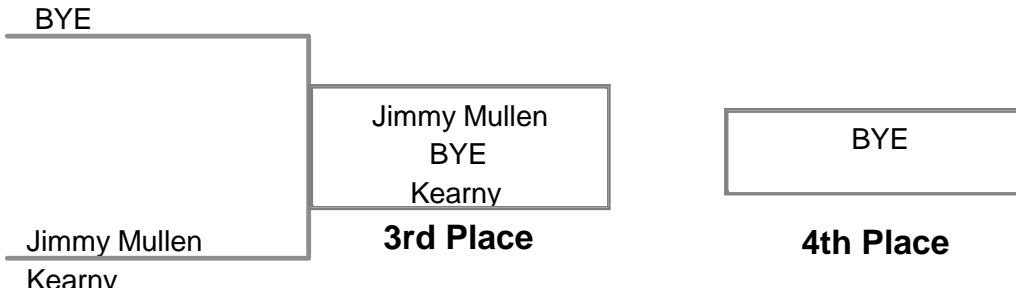 BYE
Jimmy Mullen
BYE
Kearny
BYE
3rd Place
4th Place
Jimmy Mullen
Kearny